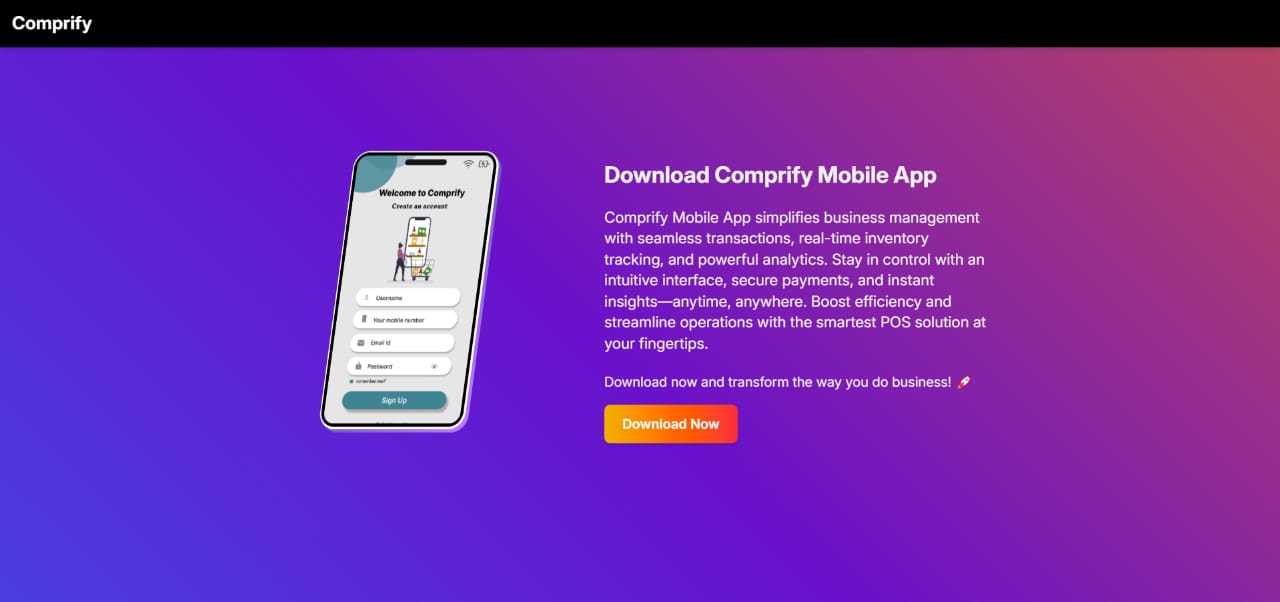 Comprify
Welcome to Comprify
Create an account
Username
Your mobile number
Email Id
Password
remember me?
Sign Up
Download Comprify Mobile App
Comprify Mobile App simplifies business management
with seamless transactions, real-time inventory
tracking, and powerful analytics. Stay in control with an
intuitive interface, secure payments, and instant
insights—anytime, anywhere. Boost efficiency and
streamline operations with the smartest POS solution at
your fingertips.
Download now and transform the way you do business! 🚀
Download Now